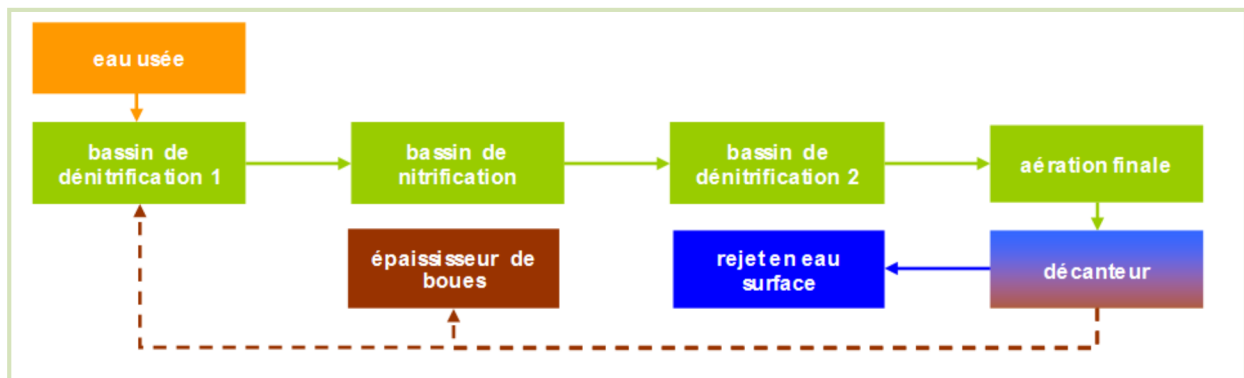 eau usée
bassin de
dénitrification 1
bassin de
nitrification
bassin de
dénitrification 2
aération finale
épaississeur de
boues
rejet en eau
surface
décanteur